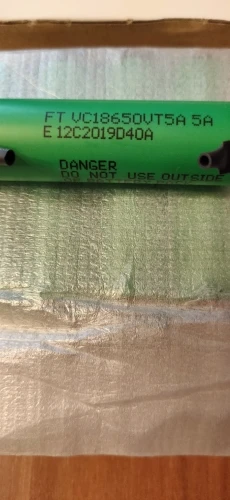 FT VC18650VT5A 5A
E 12C2019D40A
DANGER
DO NOT USE OUTSIDE